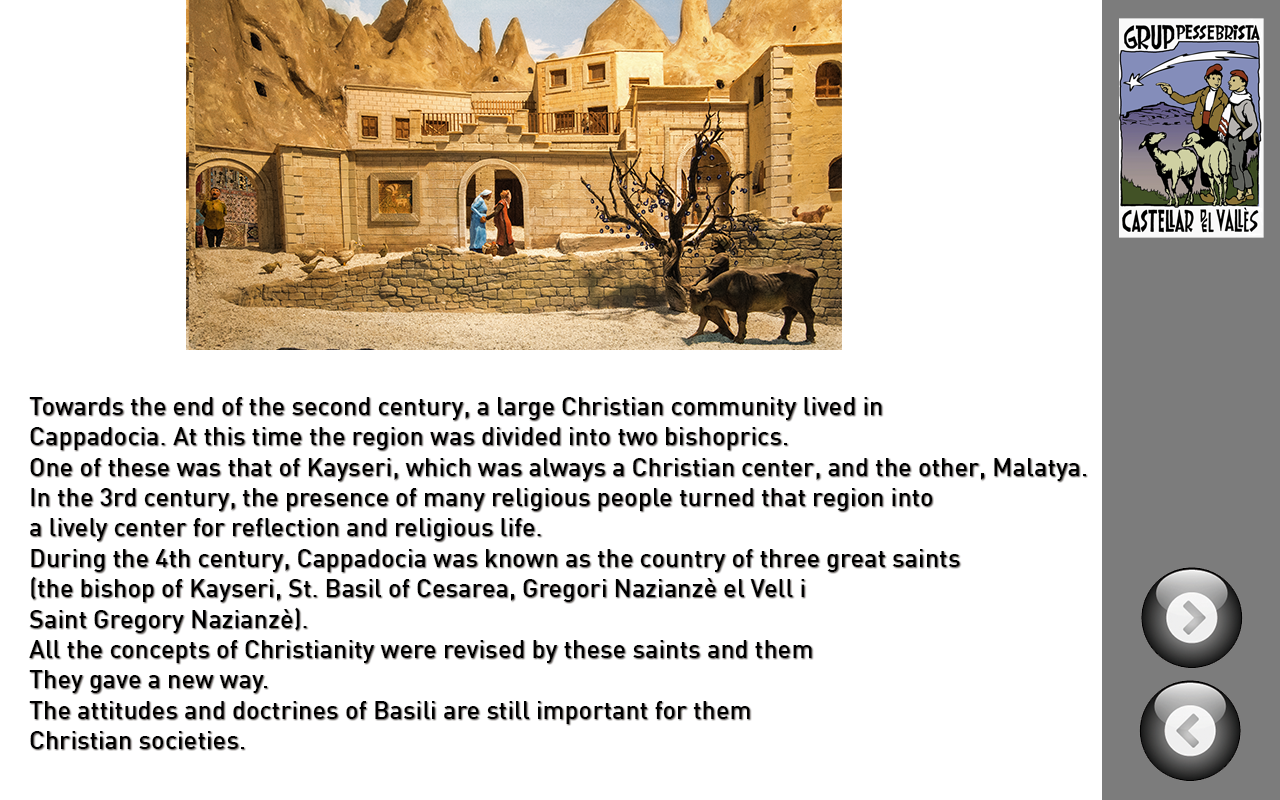 GRUP PESSEBRISTA
CASTELLAR DEL VALLÈS
Towards the end of the second century, a large Christian community lived in
Cappadocia. At this time the region was divided into two bishoprics.
One of these was that of Kayseri, which was always a Christian center, and the other, Malatya.
In the 3rd century, the presence of many religious people turned that region into
a lively center for reflection and religious life.
During the 4th century, Cappadocia was known as the country of three great saints
(the bishop of Kayseri, St. Basil of Cesarea, Gregori Nazianzè el Vell i
Saint Gregory Nazianzè).
All the concepts of Christianity were revised by these saints and them
They gave a new way.
The attitudes and doctrines of Basili are still important for them
Christian societies.